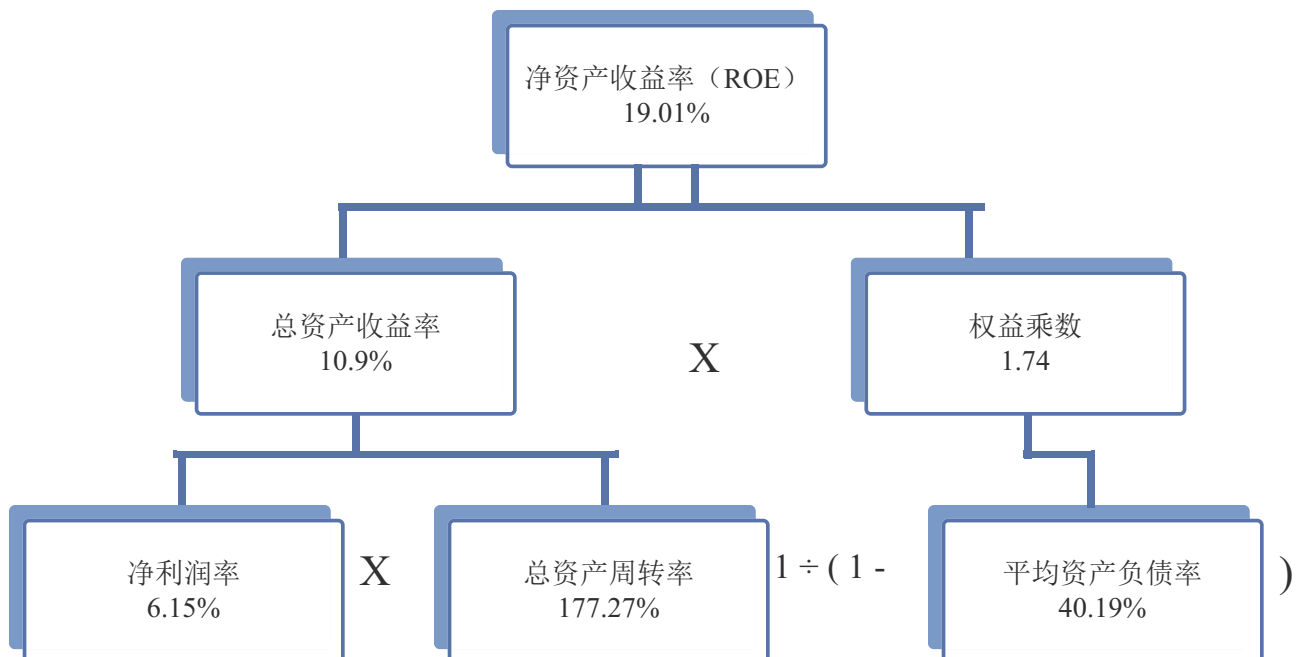 净资产收益率（ROE）
19.01%
总资产收益率
10.9%
X
权益乘数
1.74
净利润率
6.15%
X
总资产周转率
177.27%
1 ÷ ( 1 -
平均资产负债率
40.19%
)